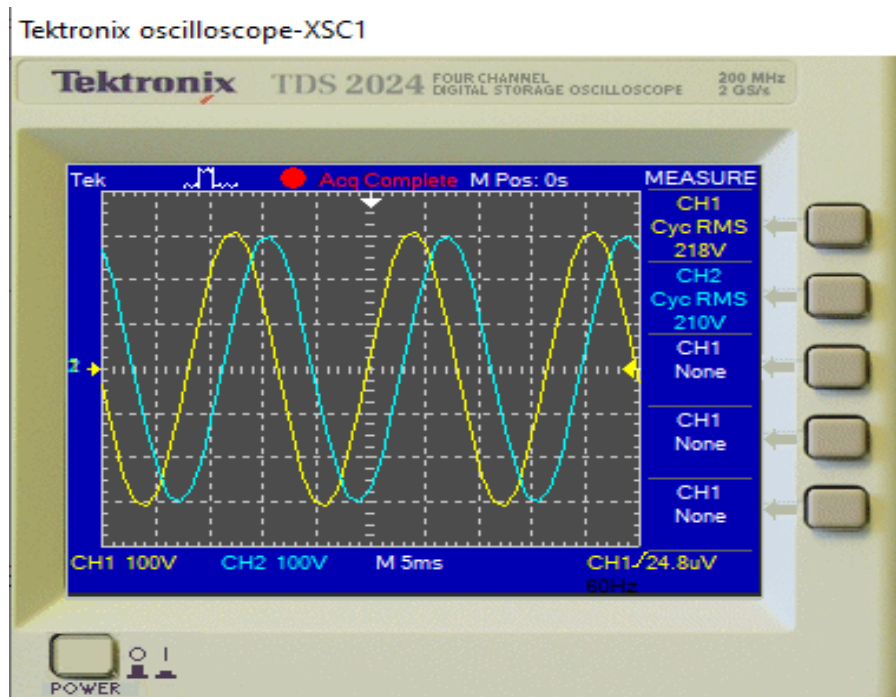 Tektronix oscilloscope-XSC1
Tektronix TDS 2024 FOUR CHANNEL DIGITAL STORAGE OSCILLOSCOPE 200 MHz 2 GS/s
Tek Acq Complete M Pos: 0s MEASURE
CH1
Cyc RMS
218V
CH2
Cyc RMS
210V
CH1
None
CH1
None
CH1
None
CH1 100V CH2 100V M 5ms CH1 24.8uV
60Hz
POWER